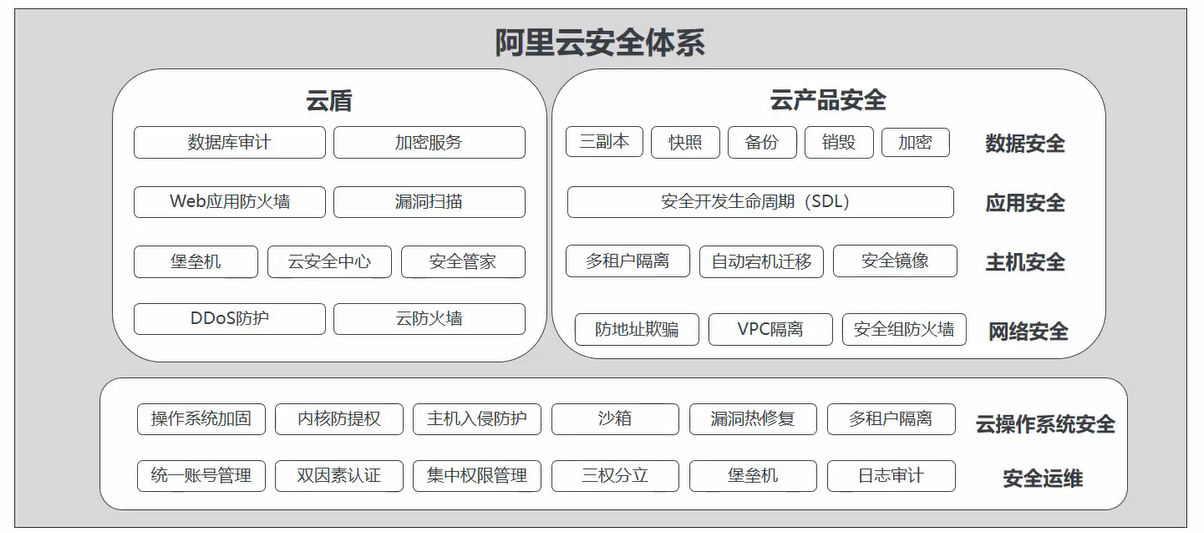 阿里云安全体系
云盾
数据库审计 加密服务
Web应用防火墙 漏洞扫描
堡垒机 云安全中心 安全管家
DDoS防护 云防火墙
云产品安全
三副本 快照 备份 销毁 加密 数据安全
安全开发生命周期（SDL） 应用安全
多租户隔离 自动宕机迁移 安全镜像 主机安全
防地址欺骗 VPC隔离 安全组防火墙 网络安全
操作系统加固 内核防提权 主机入侵防护 沙箱 漏洞热修复 多租户隔离 云操作系统安全
统一账号管理 双因素认证 集中权限管理 三权分立 堡垒机 日志审计 安全运维